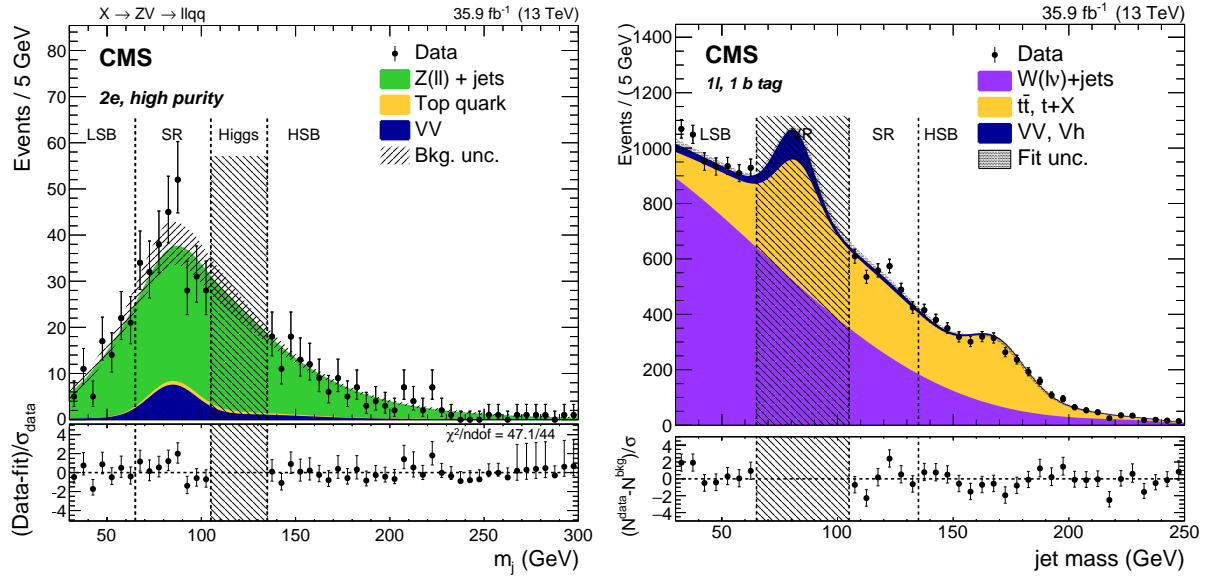 X → ZV → llqq
35.9 fb⁻¹ (13 TeV)
CMS
2e, high purity
Data
Z(ll) + jets
Top quark
VV
Bkg. unc.
LSB
SR
Higgs
HSB
Events / 5 GeV
80
70
60
50
40
30
20
10
0
χ²/ndof = 47.1/44
(Data-fit)/σdata
4
2
0
−2
−4
50
100
150
200
250
300
m_j (GeV)
35.9 fb⁻¹ (13 TeV)
CMS
1l, 1 b tag
Data
W(lν)+jets
tt̄, t+X
VV, Vh
Fit unc.
LSB
VR
SR
HSB
Events / ( 5 GeV )
1400
1200
1000
800
600
400
200
0
(N^data-N^bkg)/σ
4
2
0
−2
−4
50
100
150
200
250
jet mass (GeV)